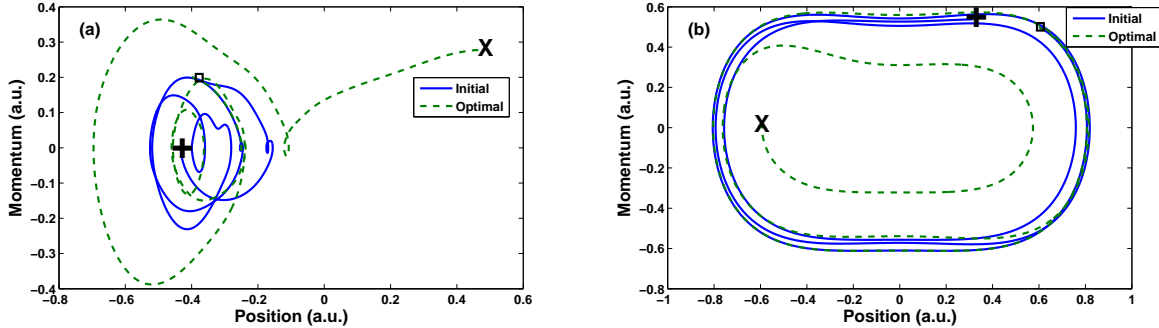 (a)
0.4
0.3
0.2
0.1
0
−0.1
−0.2
−0.3
0.4
Momentum (a.u.)
X
Initial
Optimal
−0.8 −0.6 −0.4 −0.2 0 0.2 0.4 0.6
Position (a.u.)
(b)
0.6
0.4
0.2
0
−0.2
−0.4
−0.6
−0.8
Momentum (a.u.)
X
Initial
Optimal
−1 −0.8 −0.6 −0.4 −0.2 0 0.2 0.4 0.6 0.8 1
Position (a.u.)